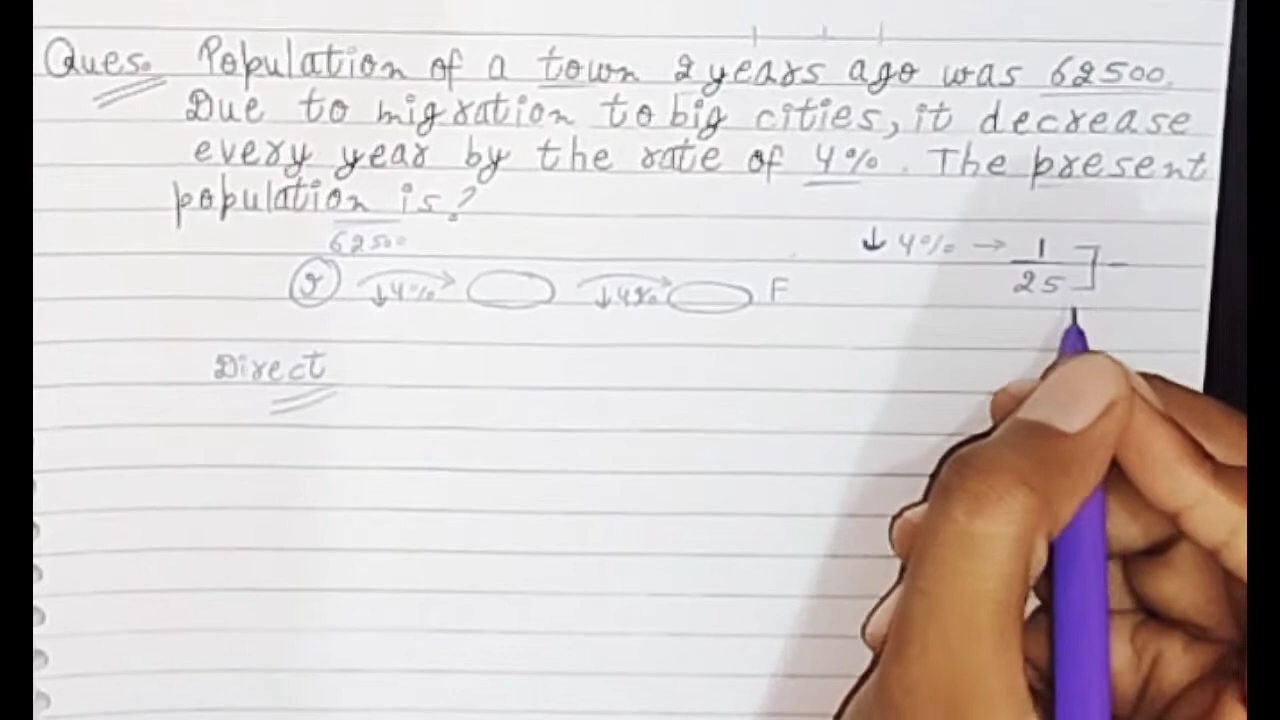 Ques. Population of a town 2 years ago was 62500.
Due to migration to big cities, it decrease
every year by the rate of 4%. The present
population is?
62500
↓ 4% → 1/25
I ↓4% ↓4% F
Direct